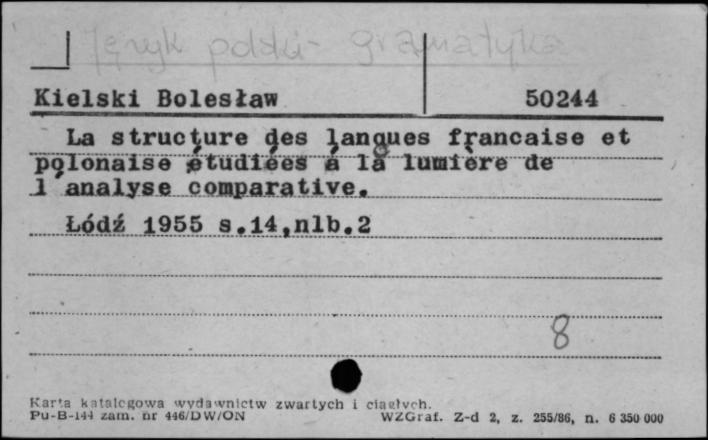 Język polski - gramatyka
Kielski Bolesław 50244
La structure des langues francaise et
polonaise étudiées á la lumiére de
l analyse comparative.
Łódź 1955 s.14,nlb.2
8
Karta katalogowa wydawnictw zwartych i ciągłych.
Pu-B-144 zam. nr 446/DW/ON WZGraf. Z-d 2, z. 255/86, n. 6 350 000